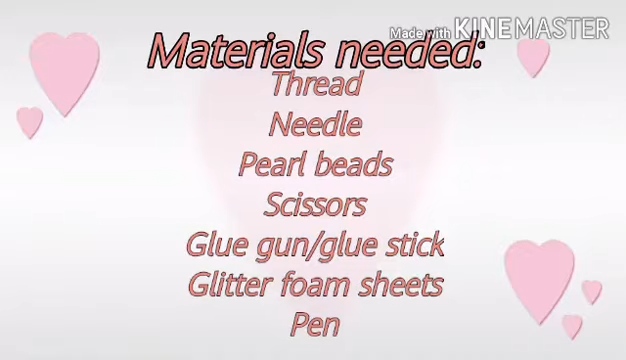 Made with KINEMASTER
Materials needed:
Thread
Needle
Pearl beads
Scissors
Glue gun/glue stick
Glitter foam sheets
Pen